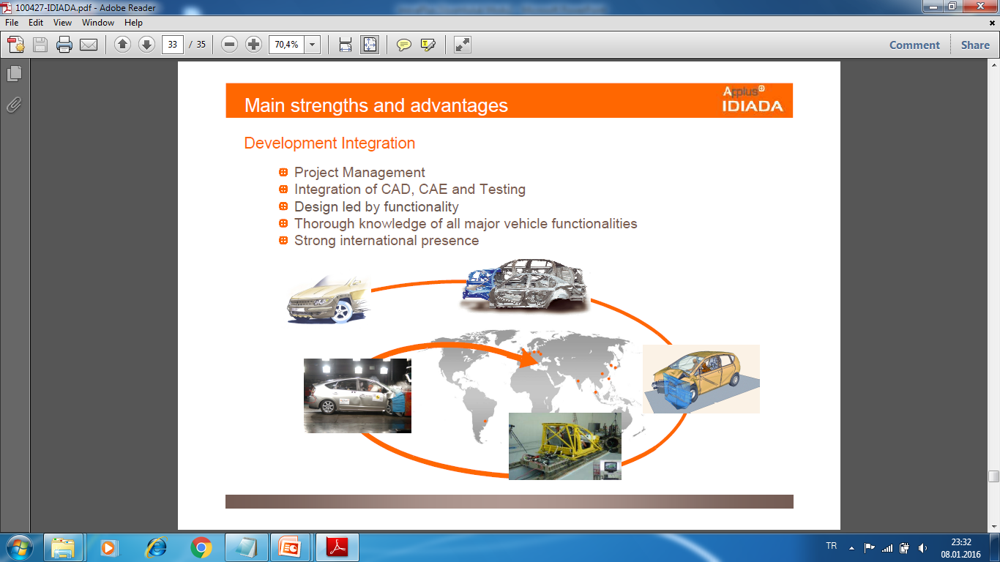 100427-IDIADA.pdf - Adobe Reader
File Edit View Window Help
33 / 35 70,4% Comment Share
Main strengths and advantages
Applus
IDIADA
Development Integration
Project Management
Integration of CAD, CAE and Testing
Design led by functionality
Thorough knowledge of all major vehicle functionalities
Strong international presence
TR
23:32
08.01.2016